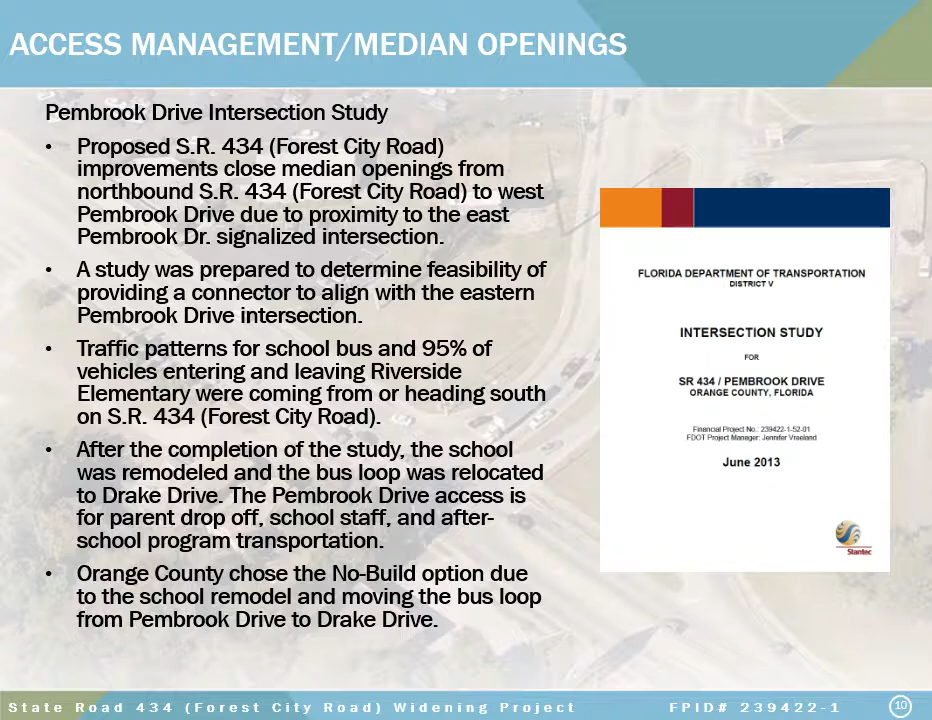 ACCESS MANAGEMENT/MEDIAN OPENINGS
Pembrook Drive Intersection Study
• Proposed S.R. 434 (Forest City Road)
improvements close median openings from
northbound S.R. 434 (Forest City Road) to west
Pembrook Drive due to proximity to the east
Pembrook Dr. signalized intersection.
• A study was prepared to determine feasibility of
providing a connector to align with the eastern
Pembrook Drive intersection.
• Traffic patterns for school bus and 95% of
vehicles entering and leaving Riverside
Elementary were coming from or heading south
on S.R. 434 (Forest City Road).
• After the completion of the study, the school
was remodeled and the bus loop was relocated
to Drake Drive. The Pembrook Drive access is
for parent drop off, school staff, and after-
school program transportation.
• Orange County chose the No-Build option due
to the school remodel and moving the bus loop
from Pembrook Drive to Drake Drive.
FLORIDA DEPARTMENT OF TRANSPORTATION
DISTRICT V
INTERSECTION STUDY
FOR
SR 434 / PEMBROOK DRIVE
ORANGE COUNTY, FLORIDA
Financial Project No.: 239422-1-52-01
FDOT Project Manager: Jennifer Vreeland
June 2013
Stantec
State Road 434 (Forest City Road) Widening Project
FPID# 239422-1
10